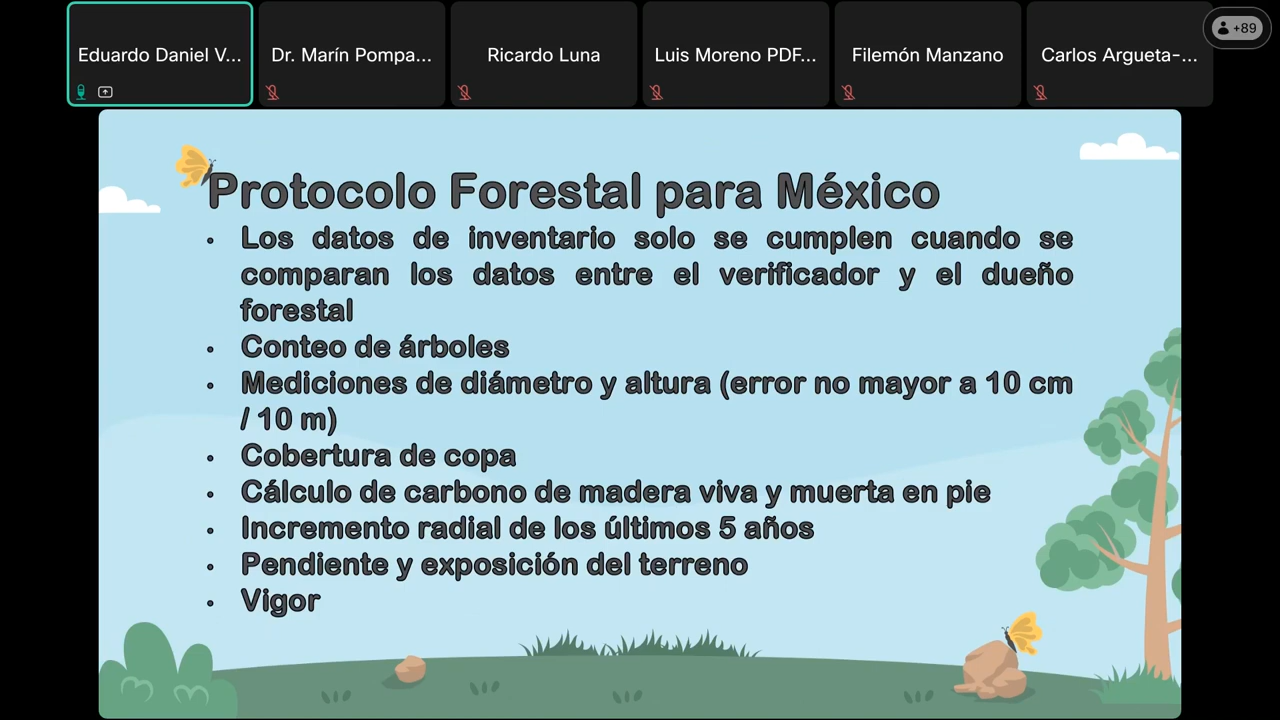 Eduardo Daniel V...
Dr. Marín Pompa...
Ricardo Luna
Luis Moreno PDF...
Filemón Manzano
Carlos Argueta-...
+89
Protocolo Forestal para México
• Los datos de inventario solo se cumplen cuando se
comparan los datos entre el verificador y el dueño
forestal
• Conteo de árboles
• Mediciones de diámetro y altura (error no mayor a 10 cm
/ 10 m)
• Cobertura de copa
• Cálculo de carbono de madera viva y muerta en pie
• Incremento radial de los últimos 5 años
• Pendiente y exposición del terreno
• Vigor